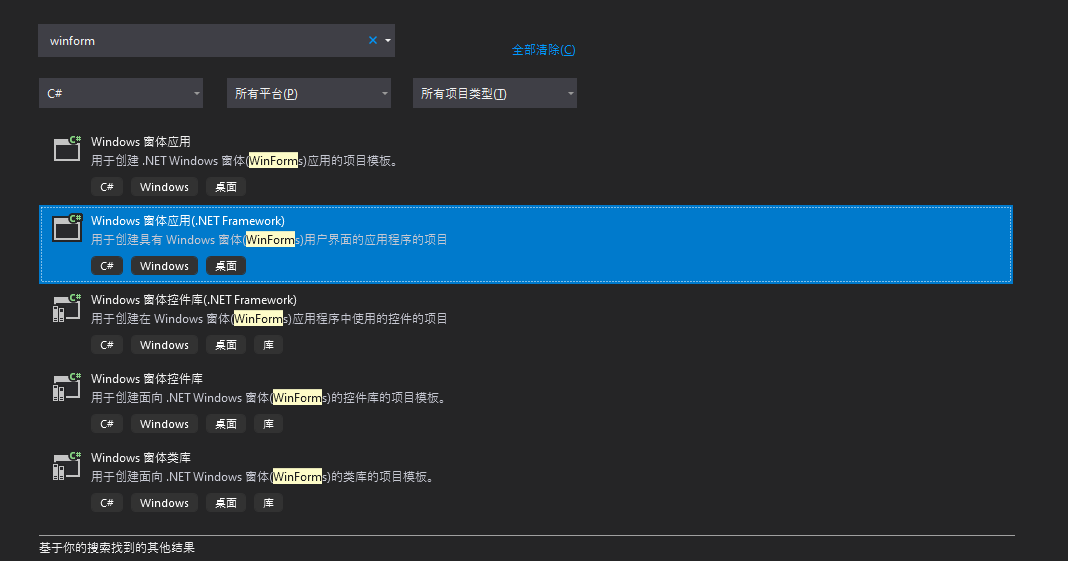 winform
全部清除(C)
C# 所有平台(P) 所有项目类型(T)
C#
Windows 窗体应用
用于创建 .NET Windows 窗体(WinForms)应用的项目模板。
C# Windows 桌面
C#
Windows 窗体应用(.NET Framework)
用于创建具有 Windows 窗体(WinForms)用户界面的应用程序的项目
C# Windows 桌面
C#
Windows 窗体控件库(.NET Framework)
用于创建在 Windows 窗体(WinForms)应用程序中使用的控件的项目
C# Windows 桌面 库
C#
Windows 窗体控件库
用于创建面向 .NET Windows 窗体(WinForms)的控件库的项目模板。
C# Windows 桌面 库
C#
Windows 窗体类库
用于创建面向 .NET Windows 窗体(WinForms)的类库的项目模板。
C# Windows 桌面 库
基于你的搜索找到的其他结果